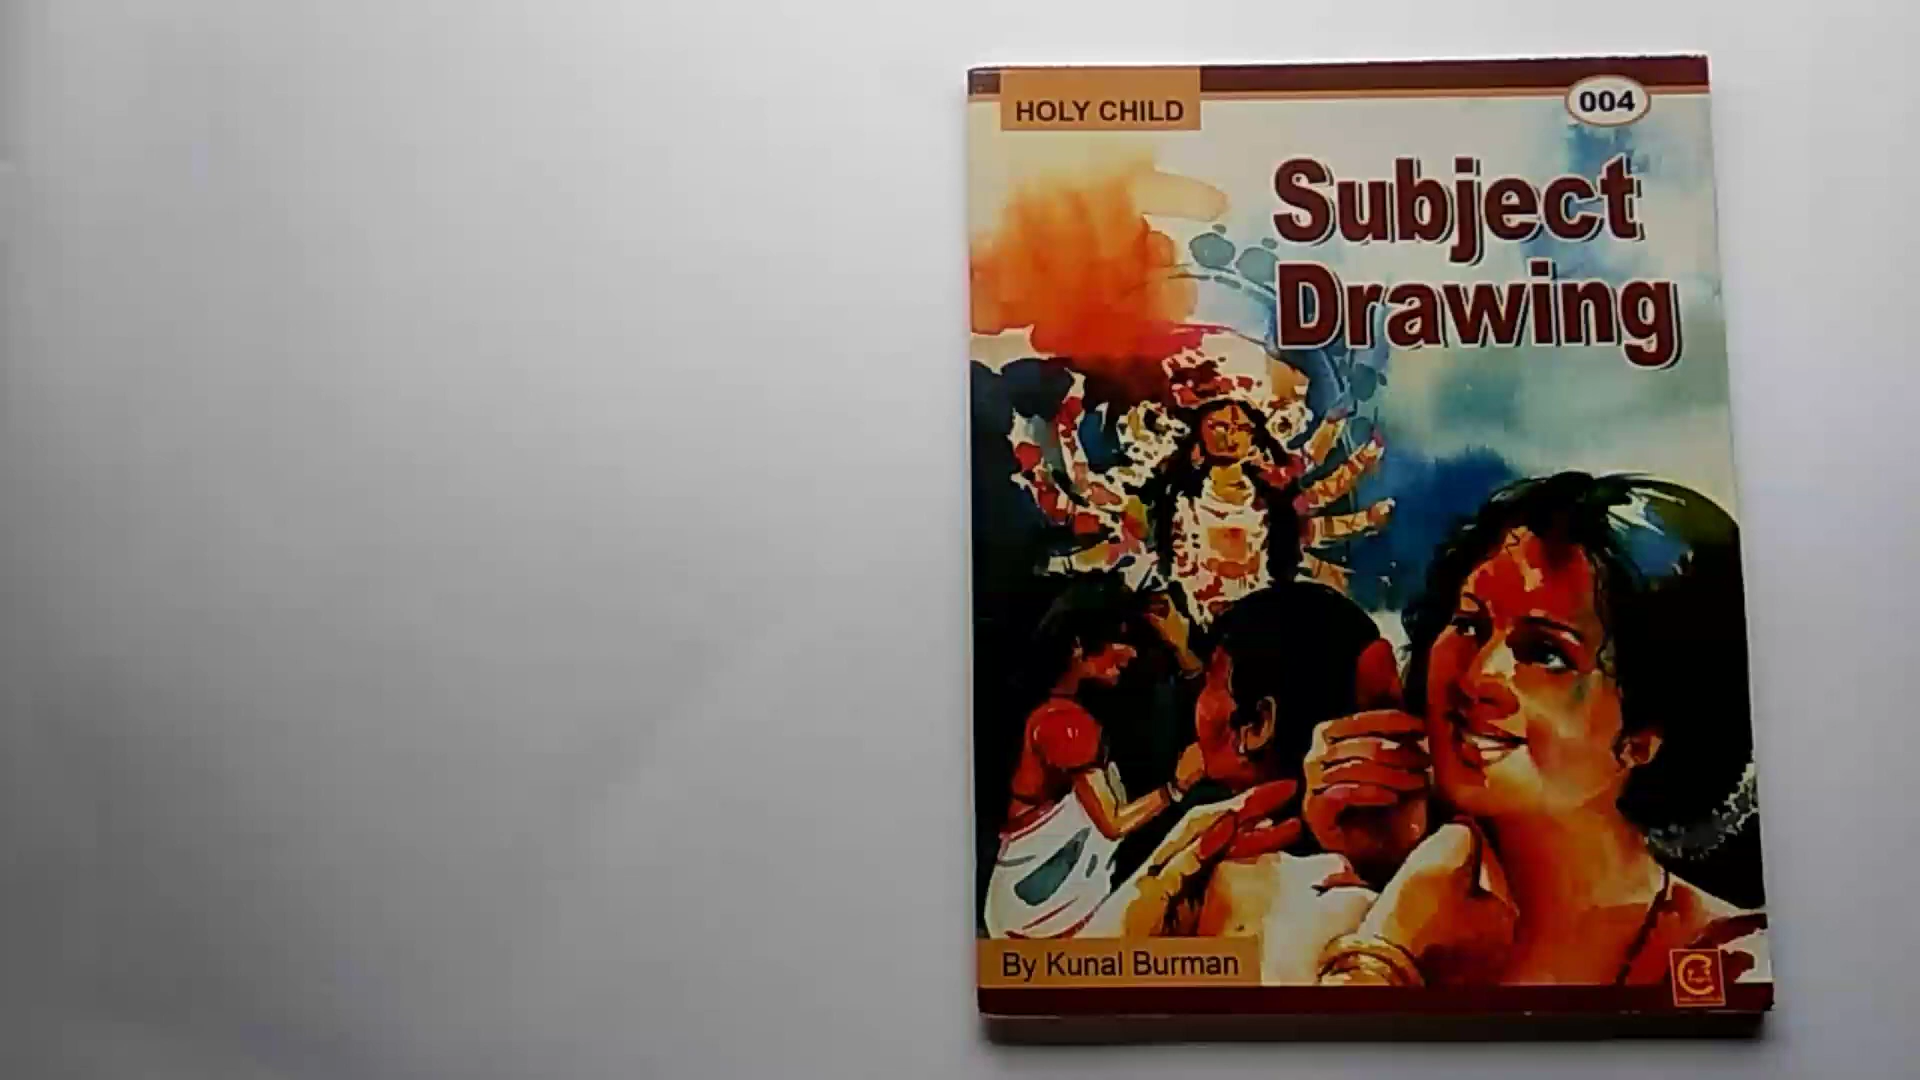 HOLY CHILD
004
Subject
Drawing
By Kunal Burman